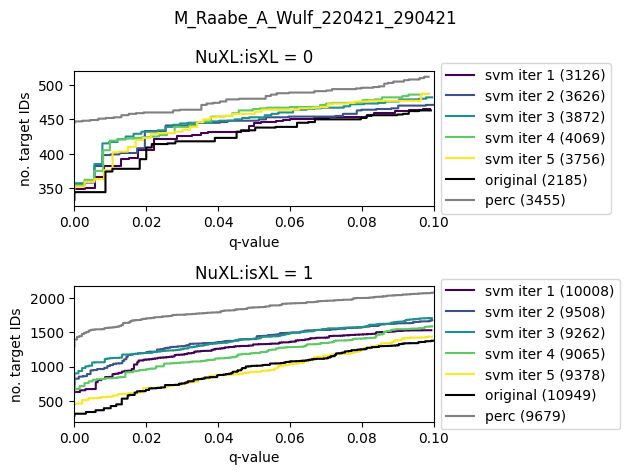 M_Raabe_A_Wulf_220421_290421
NuXL:isXL = 0
no. target IDs
500
450
400
350
0.00 0.02 0.04 0.06 0.08 0.10
q-value
svm iter 1 (3126)
svm iter 2 (3626)
svm iter 3 (3872)
svm iter 4 (4069)
svm iter 5 (3756)
original (2185)
perc (3455)
NuXL:isXL = 1
no. target IDs
2000
1500
1000
500
0.00 0.02 0.04 0.06 0.08 0.10
q-value
svm iter 1 (10008)
svm iter 2 (9508)
svm iter 3 (9262)
svm iter 4 (9065)
svm iter 5 (9378)
original (10949)
perc (9679)